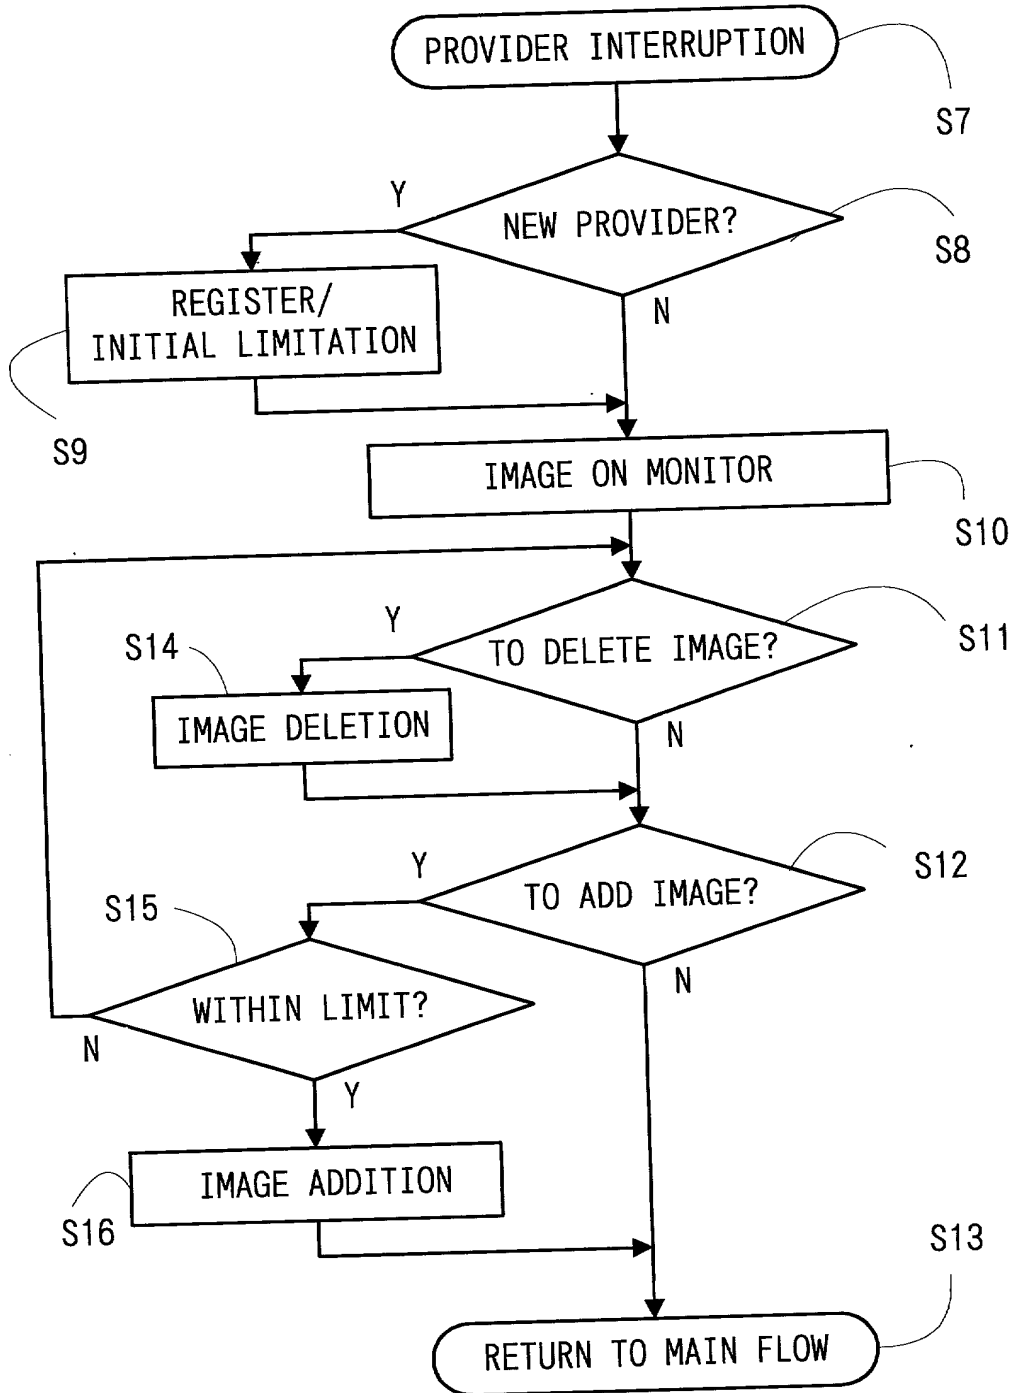 PROVIDER INTERRUPTION
S7
Y
NEW PROVIDER?
S8
N
REGISTER/
INITIAL LIMITATION
S9
IMAGE ON MONITOR
S10
Y
TO DELETE IMAGE?
S11
S14
IMAGE DELETION
N
Y
TO ADD IMAGE?
S12
S15
N
WITHIN LIMIT?
N
Y
IMAGE ADDITION
S16
S13
RETURN TO MAIN FLOW